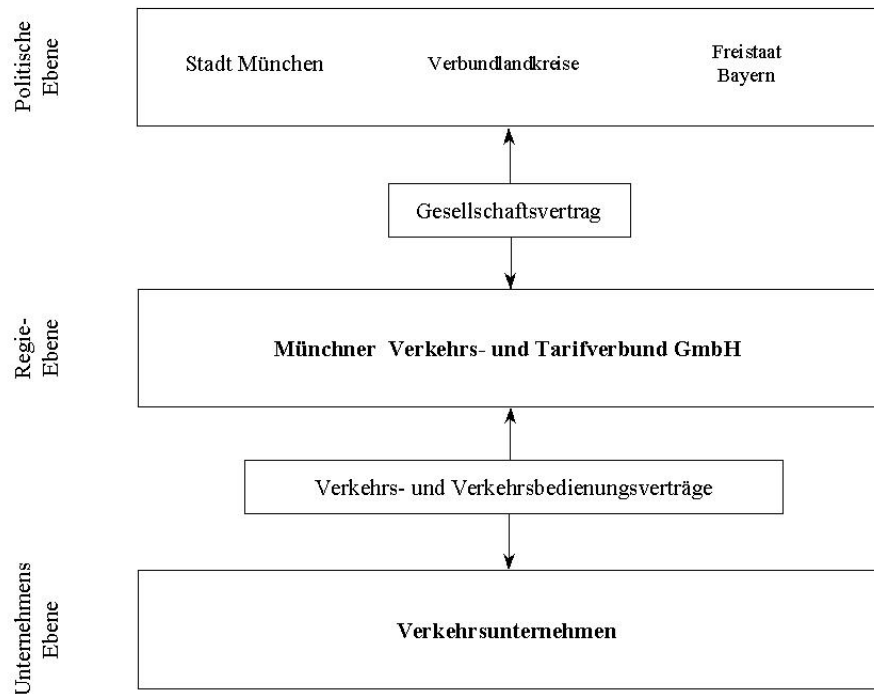 Politische
Ebene
Stadt München
Verbundlandkreise
Freistaat
Bayern
Gesellschaftsvertrag
Regie-
Ebene
Münchner Verkehrs- und Tarifverbund GmbH
Verkehrs- und Verkehrsbedienungsverträge
Unternehmens
Ebene
Verkehrsunternehmen